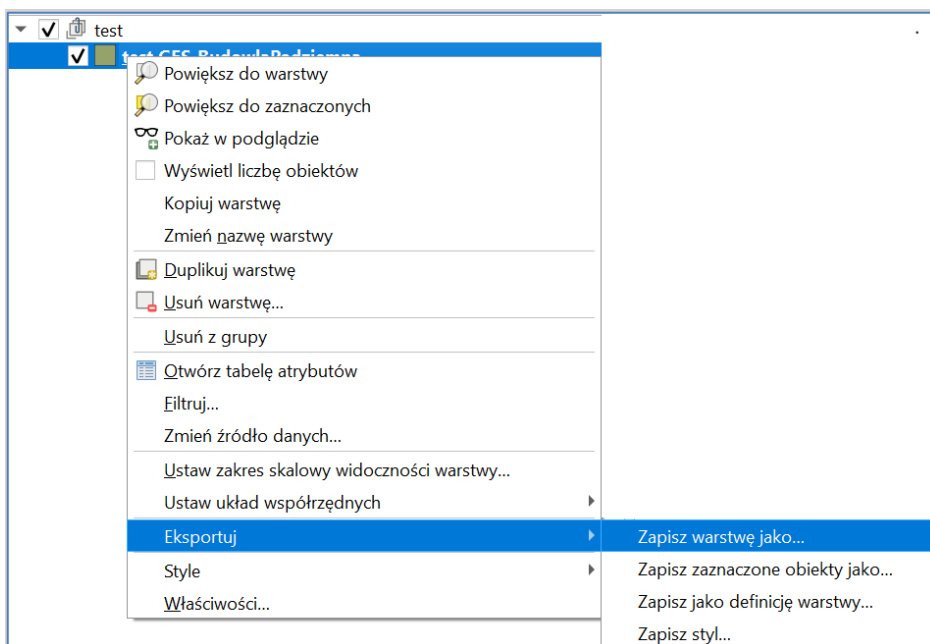 test
test GES_BudowlaPodziemna
Powiększ do warstwy
Powiększ do zaznaczonych
Pokaż w podglądzie
Wyświetl liczbę obiektów
Kopiuj warstwę
Zmień nazwę warstwy
Duplikuj warstwę
Usuń warstwę...
Usuń z grupy
Otwórz tabelę atrybutów
Filtruj...
Zmień źródło danych...
Ustaw zakres skalowy widoczności warstwy...
Ustaw układ współrzędnych
Eksportuj
Zapisz warstwę jako...
Zapisz zaznaczone obiekty jako...
Style
Zapisz jako definicję warstwy...
Właściwości...
Zapisz styl...